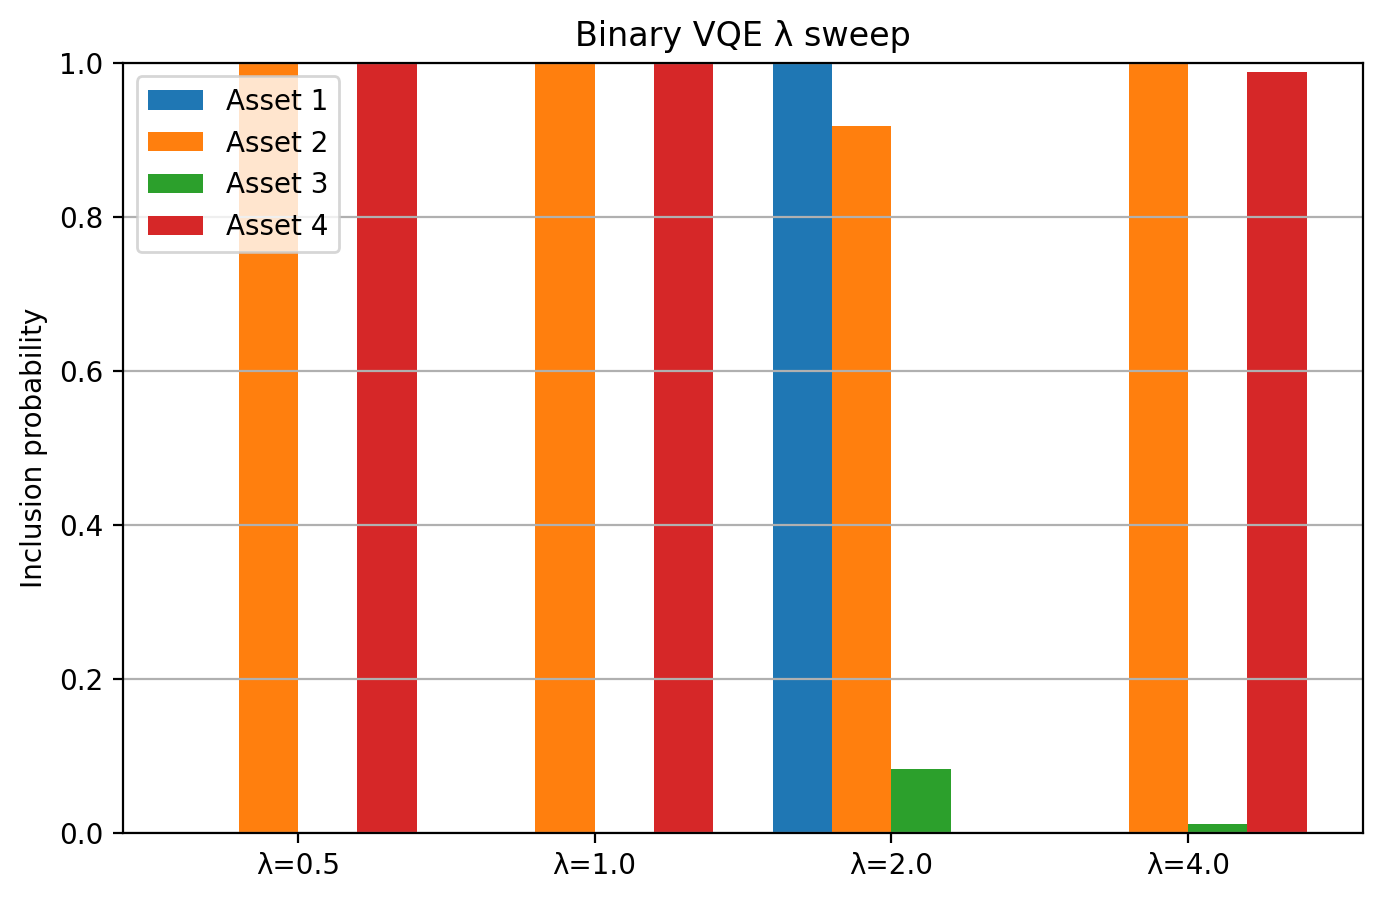 Binary VQE λ sweep
Inclusion probability
1.0
0.8
0.6
0.4
0.2
0.0
Asset 1
Asset 2
Asset 3
Asset 4
λ=0.5
λ=1.0
λ=2.0
λ=4.0